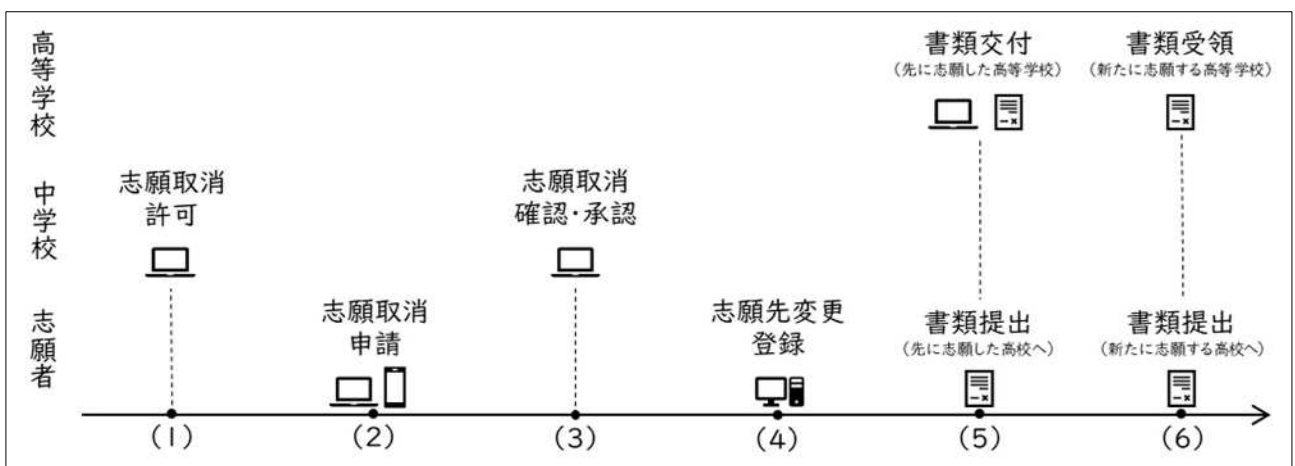 高等学校
書類交付
(先に志願した高等学校)
書類受領
(新たに志願する高等学校)
中学校
志願取消
許可
志願取消
確認・承認
志願者
志願取消
申請
志願先変更
登録
書類提出
(先に志願した高校へ)
書類提出
(新たに志願する高校へ)
(1)
(2)
(3)
(4)
(5)
(6)